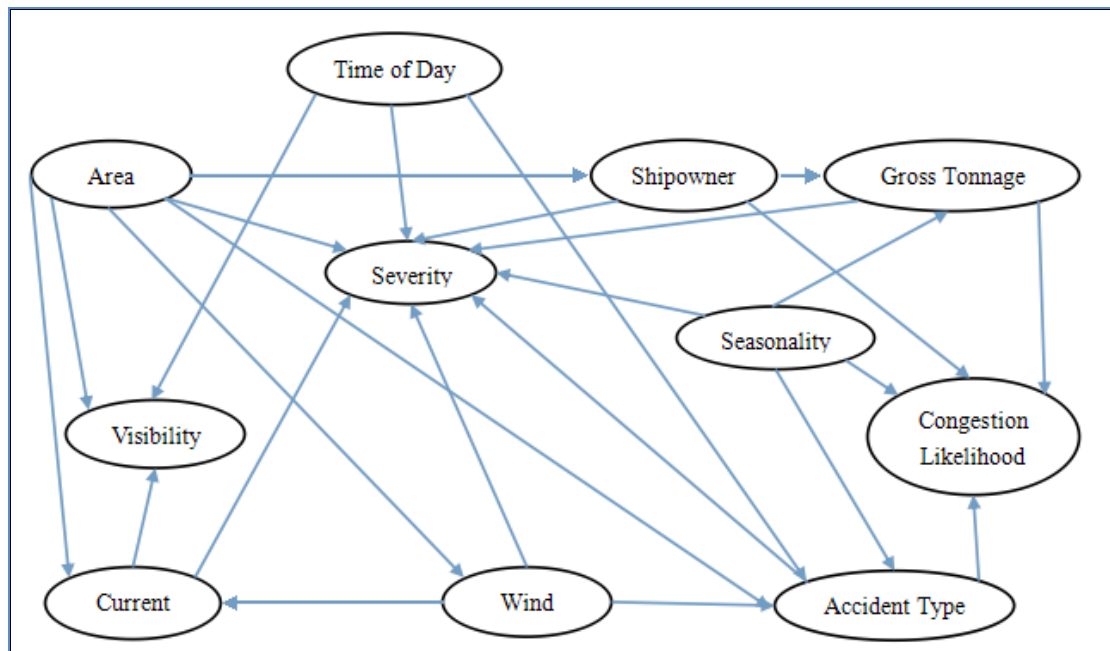 Time of Day
Area
Shipowner
Gross Tonnage
Severity
Seasonality
Visibility
Congestion
Likelihood
Current
Wind
Accident Type